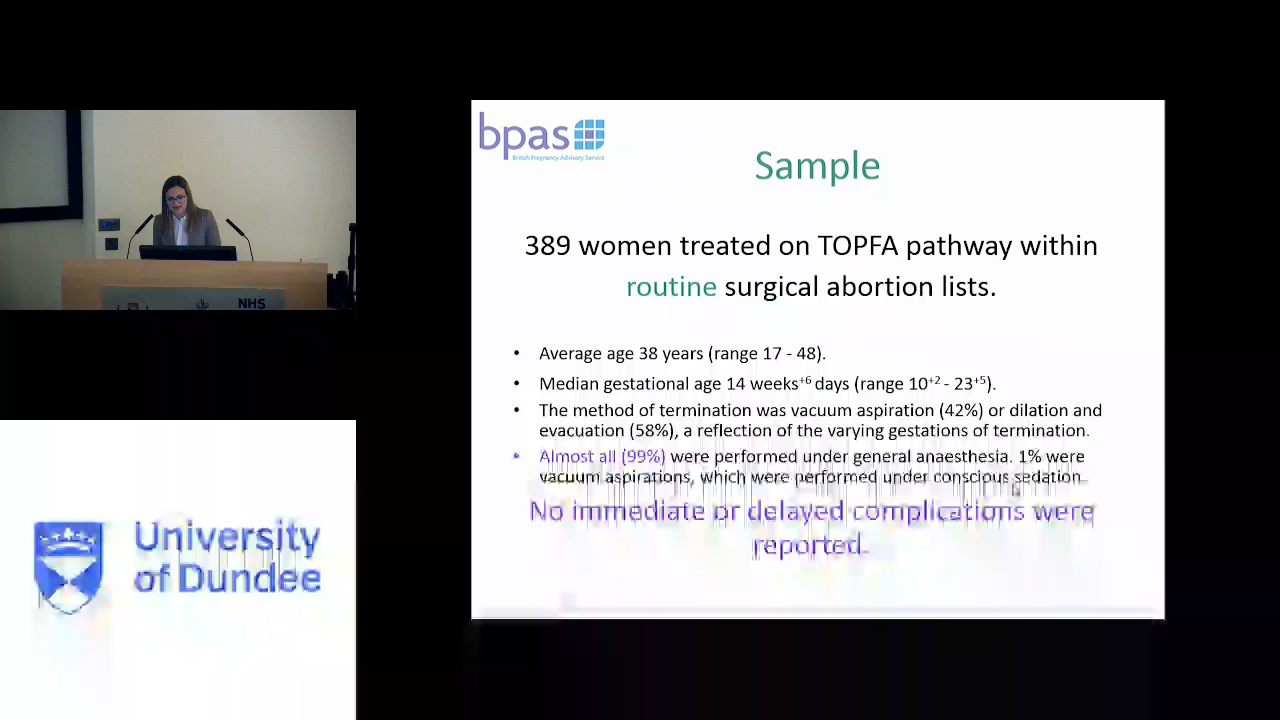 bpas
British Pregnancy Advisory Service
Sample
389 women treated on TOPFA pathway within
routine surgical abortion lists.
• Average age 38 years (range 17 - 48).
• Median gestational age 14 weeks+6 days (range 10+2 - 23+5).
• The method of termination was vacuum aspiration (42%) or dilation and
evacuation (58%), a reflection of the varying gestations of termination.
• Almost all (99%) were performed under general anaesthesia. 1% were
vacuum aspirations, which were performed under conscious sedation
No immediate or delayed complications were
reported.
NHS
University
of Dundee